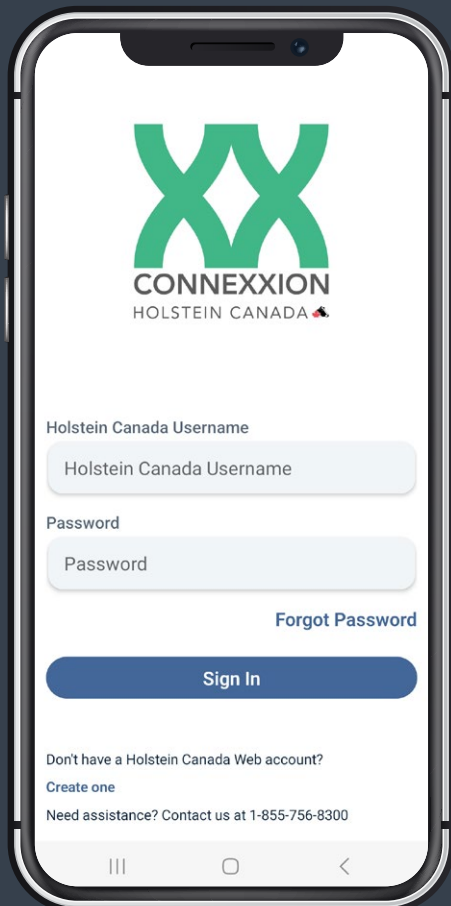 CONNEXXION
HOLSTEIN CANADA
Holstein Canada Username
Holstein Canada Username
Password
Password
Forgot Password
Sign In
Don't have a Holstein Canada Web account?
Create one
Need assistance? Contact us at 1-855-756-8300